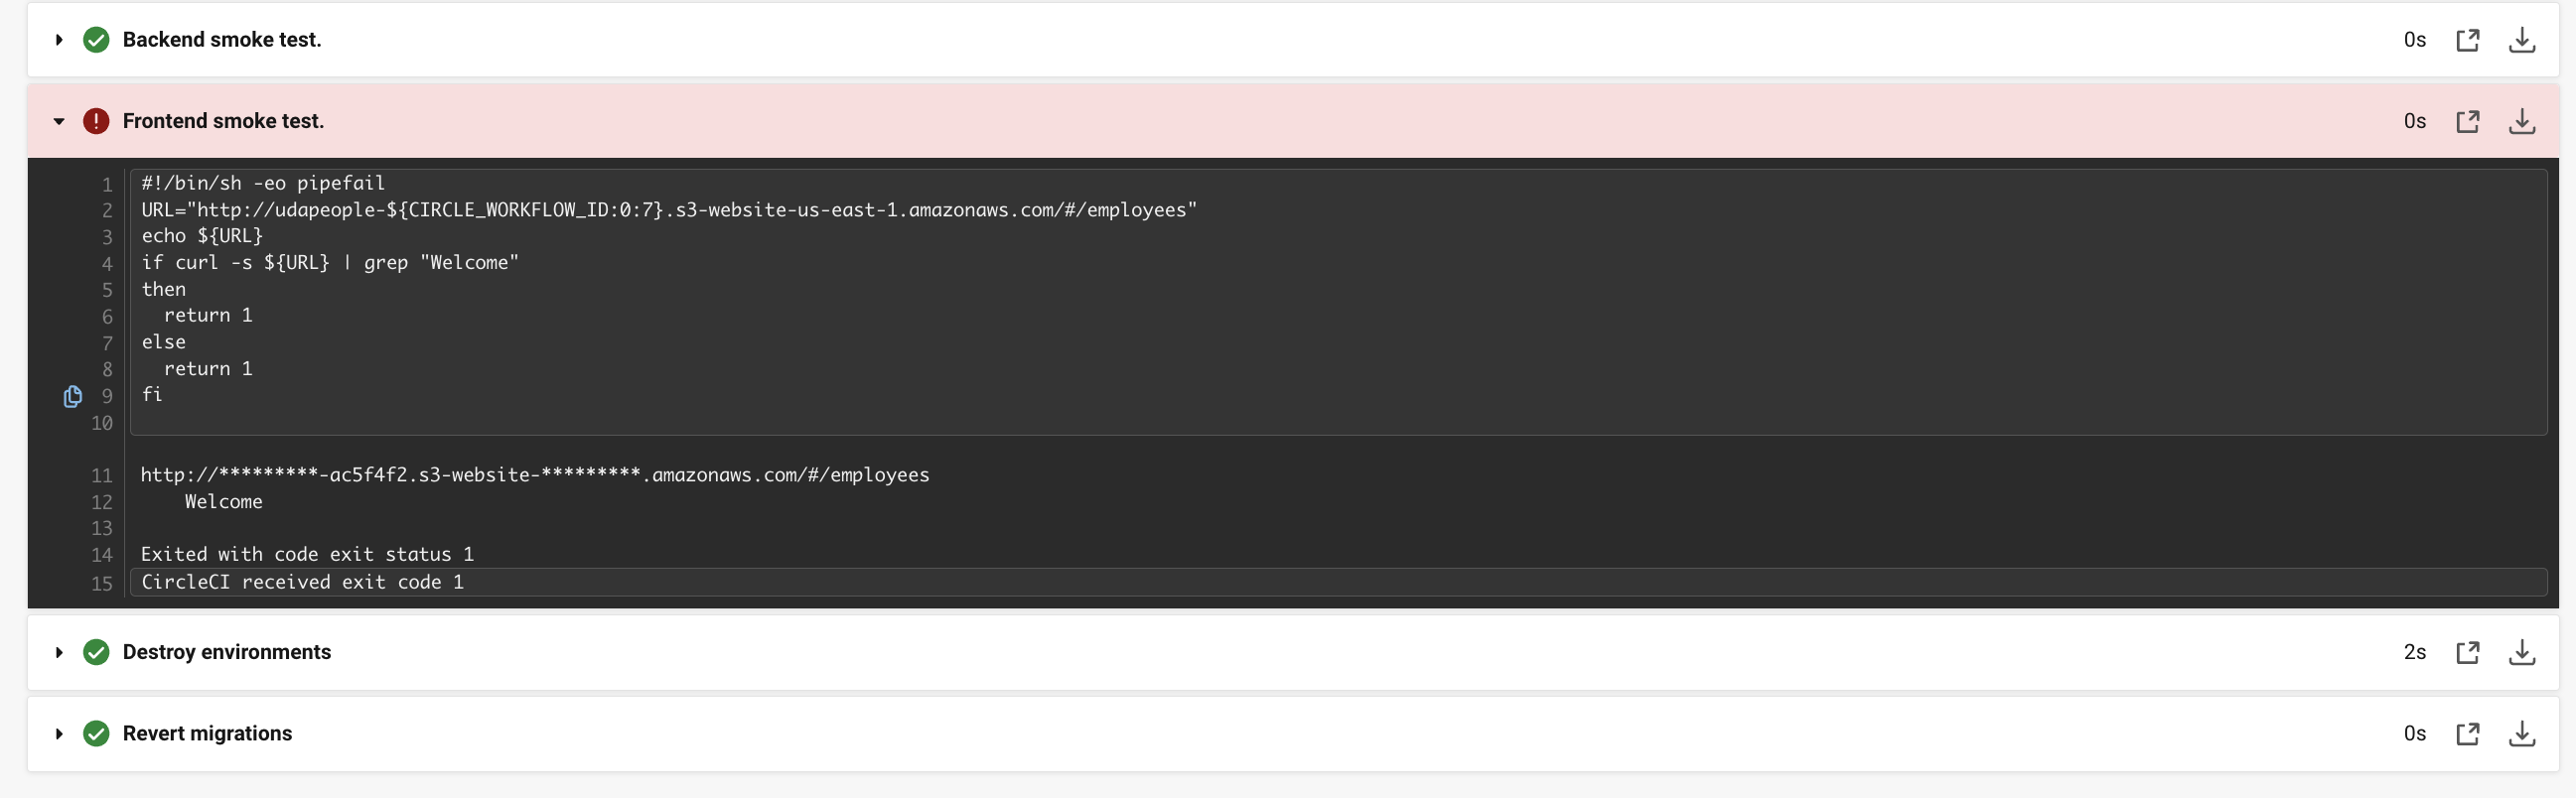 Backend smoke test.
0s
Frontend smoke test.
0s
1 #!/bin/sh -eo pipefail
2 URL="http://udapeople-${CIRCLE_WORKFLOW_ID:0:7}.s3-website-us-east-1.amazonaws.com/#/employees"
3 echo ${URL}
4 if curl -s ${URL} | grep "Welcome"
5 then
6   return 1
7 else
8   return 1
9 fi
10
11 http://*********-ac5f4f2.s3-website-*********.amazonaws.com/#/employees
12     Welcome
13
14 Exited with code exit status 1
15 CircleCI received exit code 1
Destroy environments
2s
Revert migrations
0s